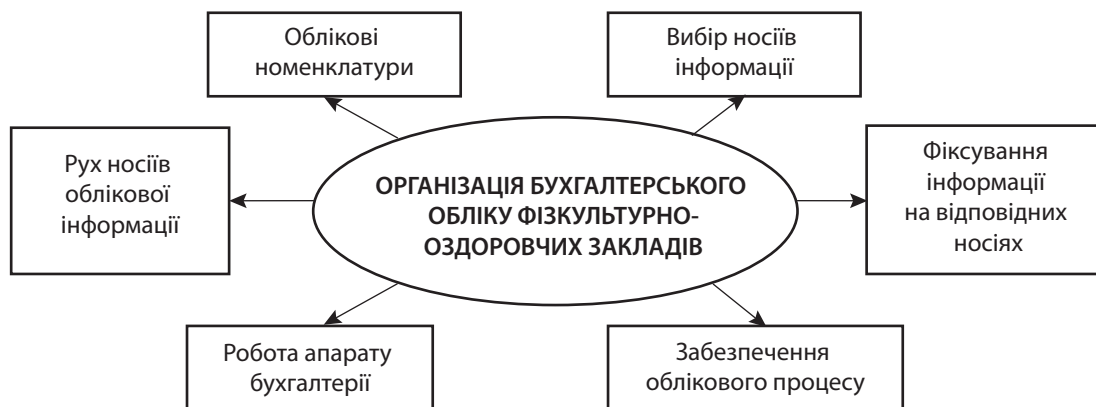 Облікові
номенклатури
Вибір носіїв
інформації
Рух носіїв
облікової
інформації
ОРГАНІЗАЦІЯ БУХГАЛТЕРСЬКОГО
ОБЛІКУ ФІЗКУЛЬТУРНО-
ОЗДОРОВЧИХ ЗАКЛАДІВ
Фіксування
інформації
на відповідних
носіях
Робота апарату
бухгалтерії
Забезпечення
облікового процесу